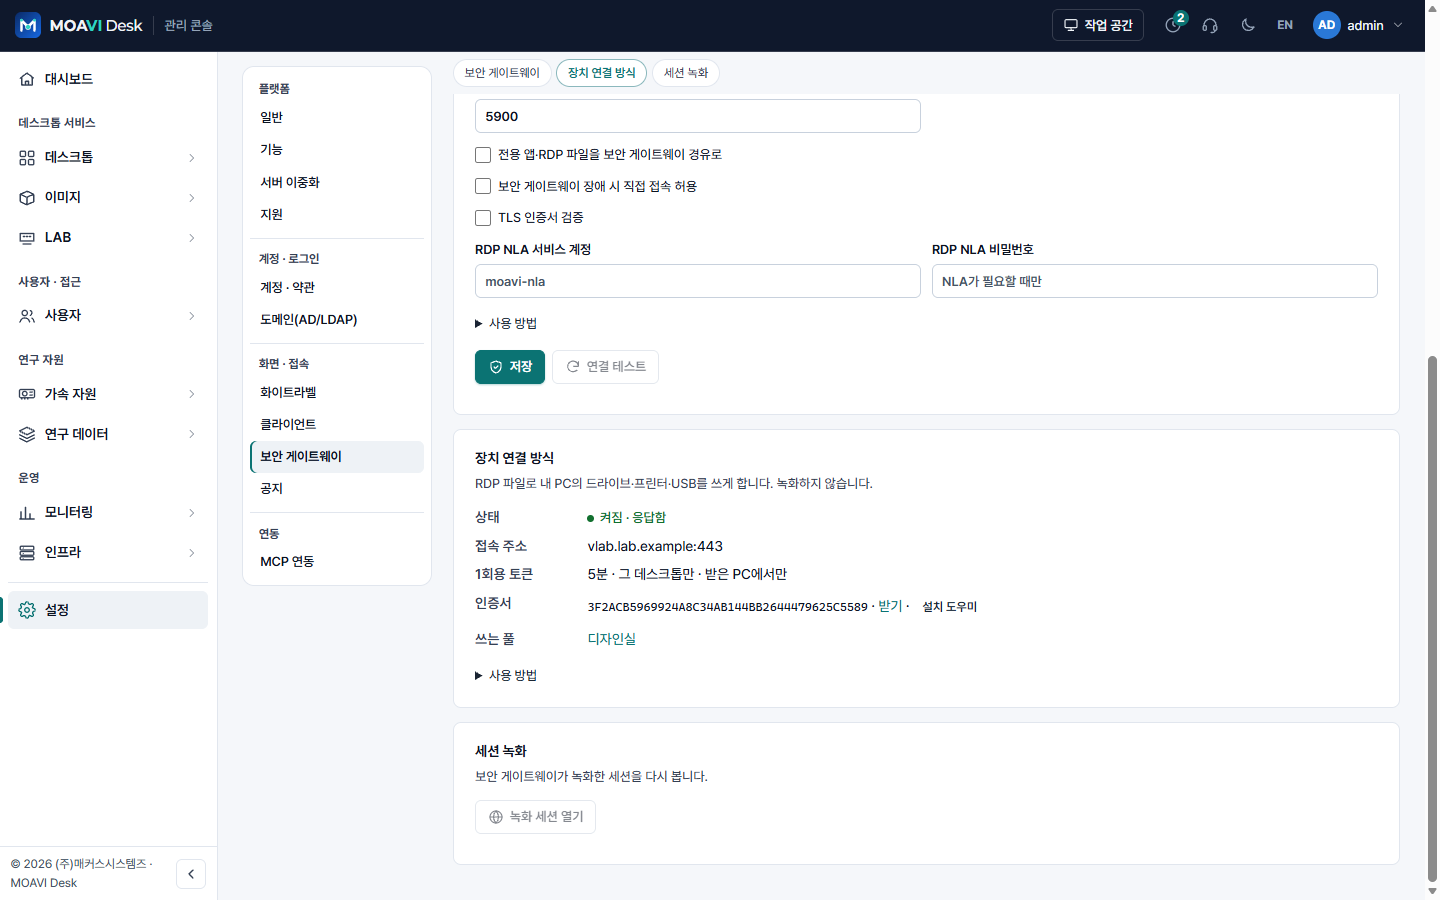 MOAVI Desk
관리 콘솔
작업 공간
2
EN
AD
admin
대시보드
데스크톱 서비스
데스크톱
이미지
LAB
사용자 · 접근
사용자
연구 자원
가속 자원
연구 데이터
운영
모니터링
인프라
설정
© 2026 (주)매커스시스템즈 ·
MOAVI Desk
플랫폼
일반
기능
서버 이중화
지원
계정 · 로그인
계정 · 약관
도메인(AD/LDAP)
화면 · 접속
화이트라벨
클라이언트
보안 게이트웨이
공지
연동
MCP 연동
보안 게이트웨이
장치 연결 방식
세션 녹화
5900
전용 앱·RDP 파일을 보안 게이트웨이 경유로
보안 게이트웨이 장애 시 직접 접속 허용
TLS 인증서 검증
RDP NLA 서비스 계정
RDP NLA 비밀번호
moavi-nla
NLA가 필요할 때만
사용 방법
저장
연결 테스트
장치 연결 방식
RDP 파일로 내 PC의 드라이브·프린터·USB를 쓰게 합니다. 녹화하지 않습니다.
상태
켜짐 · 응답함
접속 주소
vlab.lab.example:443
1회용 토큰
5분 · 그 데스크톱만 · 받은 PC에서만
인증서
3F2ACB5969924A8C34AB144BB2644479625C5589 · 받기 · 설치 도우미
쓰는 풀
디자인실
사용 방법
세션 녹화
보안 게이트웨이가 녹화한 세션을 다시 봅니다.
녹화 세션 열기